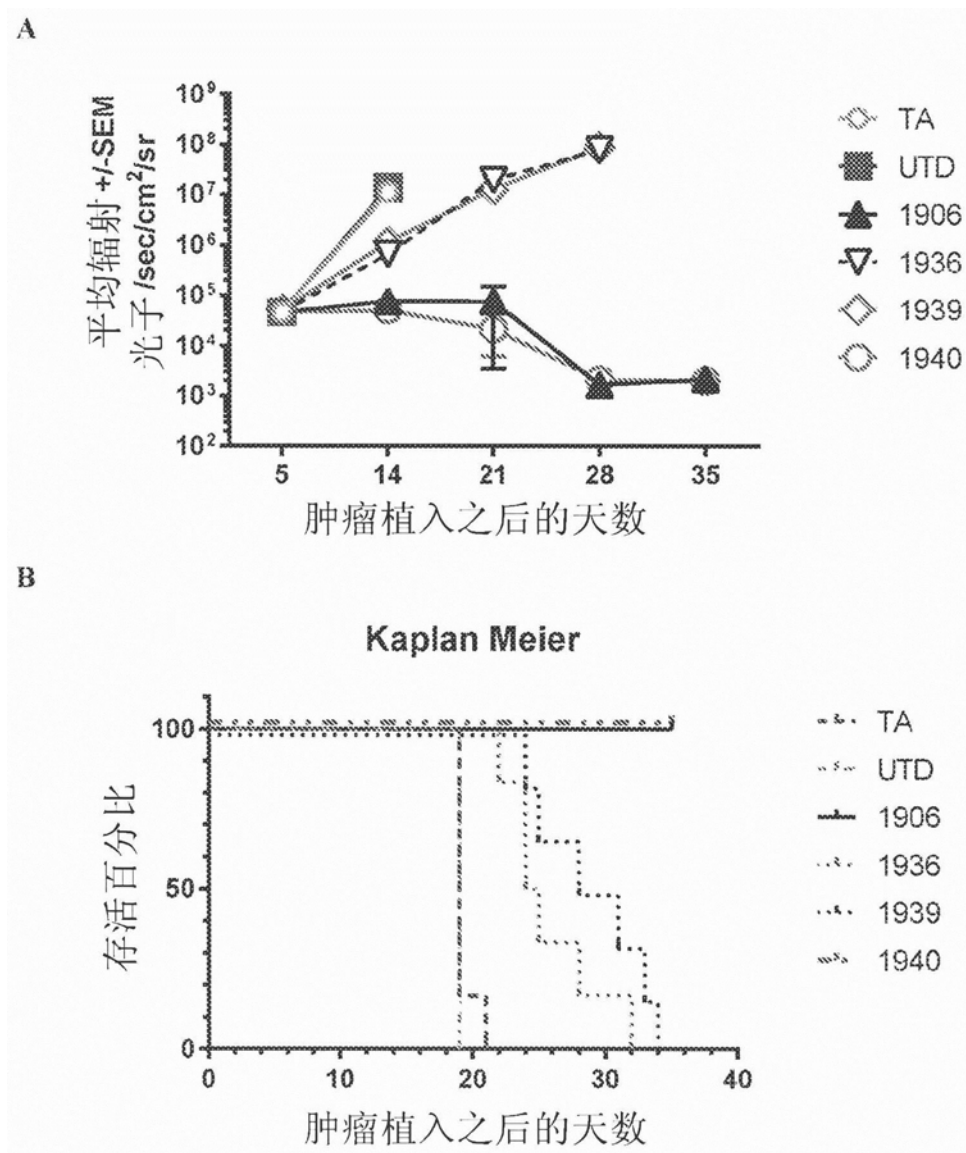 A
平均辐射 +/-SEM
光子 /sec/cm²/sr
10⁹
10⁸
10⁷
10⁶
10⁵
10⁴
10³
10²
5 14 21 28 35
肿瘤植入之后的天数
TA
UTD
1906
1936
1939
1940
B
Kaplan Meier
存活百分比
100
50
0
0 10 20 30 40
肿瘤植入之后的天数
TA
UTD
1906
1936
1939
1940